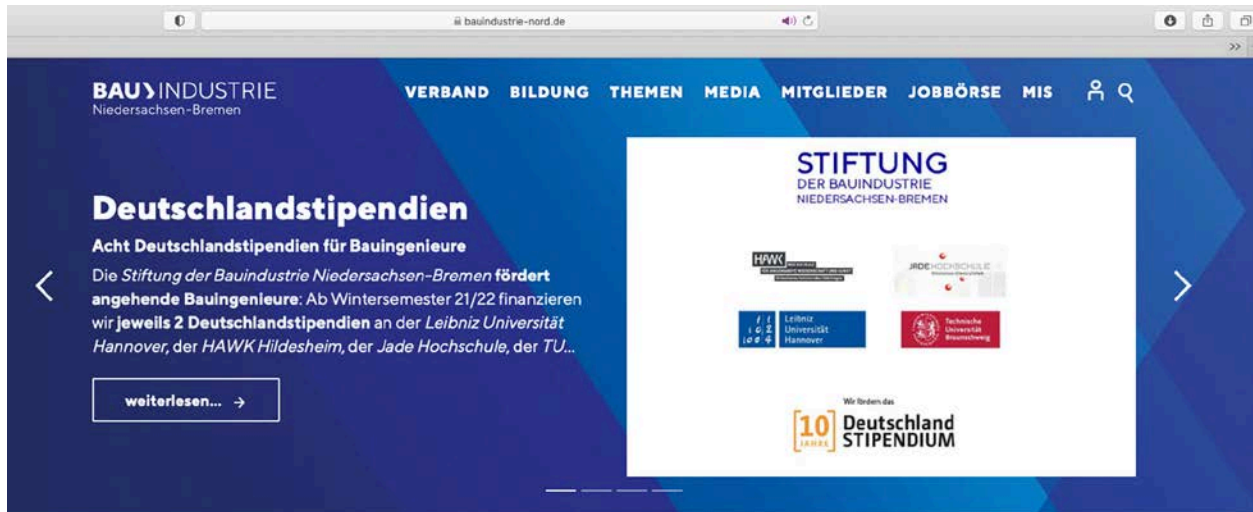 bauindustrie-nord.de
BAU INDUSTRIE
Niedersachsen-Bremen
VERBAND BILDUNG THEMEN MEDIA MITGLIEDER JOBBÖRSE MIS
Deutschlandstipendien
Acht Deutschlandstipendien für Bauingenieure
Die Stiftung der Bauindustrie Niedersachsen-Bremen fördert
angehende Bauingenieure: Ab Wintersemester 21/22 finanzieren
wir jeweils 2 Deutschlandstipendien an der Leibniz Universität
Hannover, der HAWK Hildesheim, der Jade Hochschule, der TU...
weiterlesen... →
STIFTUNG
DER BAUINDUSTRIE
NIEDERSACHSEN-BREMEN
HAWK
JADE HOCHSCHULE
Leibniz
Universität
Hannover
Technische
Universität
Braunschweig
Wir fördern das
[10] Deutschland
JAHRE STIPENDIUM